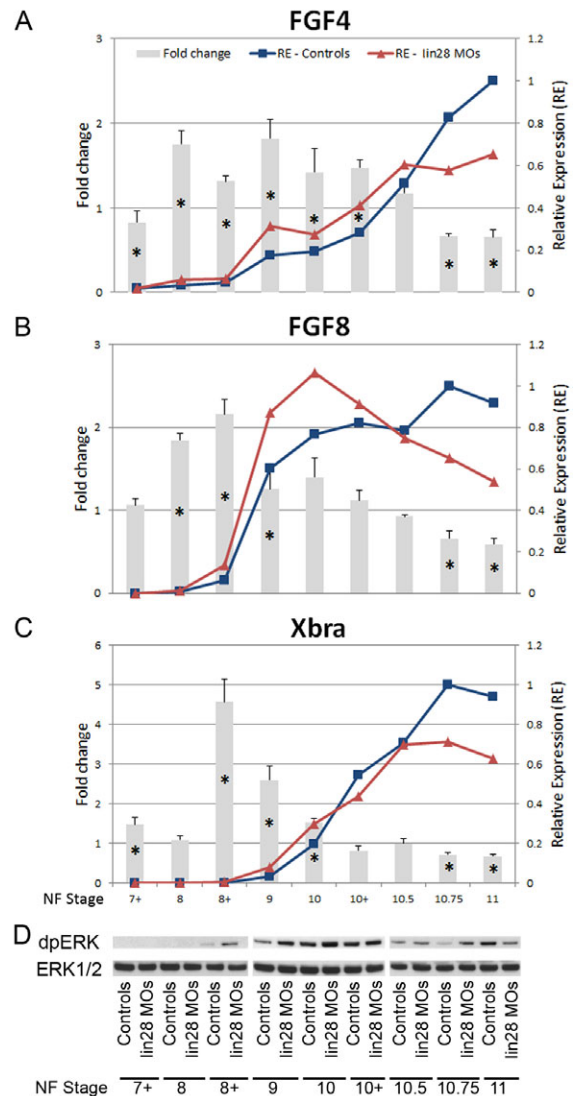 A FGF4
Fold change RE - Controls RE - lin28 MOs
3 2 1 0
Fold change
1.2 1 0.8 0.6 0.4 0.2 0
Relative Expression (RE)
* * * * * * * *
B FGF8
3 2 1 0
Fold change
1.2 1 0.8 0.6 0.4 0.2 0
Relative Expression (RE)
* * * * *
C Xbra
6 5 4 3 2 1 0
Fold change
1.2 1 0.8 0.6 0.4 0.2 0
Relative Expression (RE)
* * * * * *
NF Stage 7+ 8 8+ 9 10 10+ 10.5 10.75 11
D
dpERK
ERK1/2
Controls lin28 MOs Controls lin28 MOs Controls lin28 MOs Controls lin28 MOs Controls lin28 MOs Controls lin28 MOs Controls lin28 MOs Controls lin28 MOs Controls lin28 MOs
NF Stage 7+ 8 8+ 9 10 10+ 10.5 10.75 11